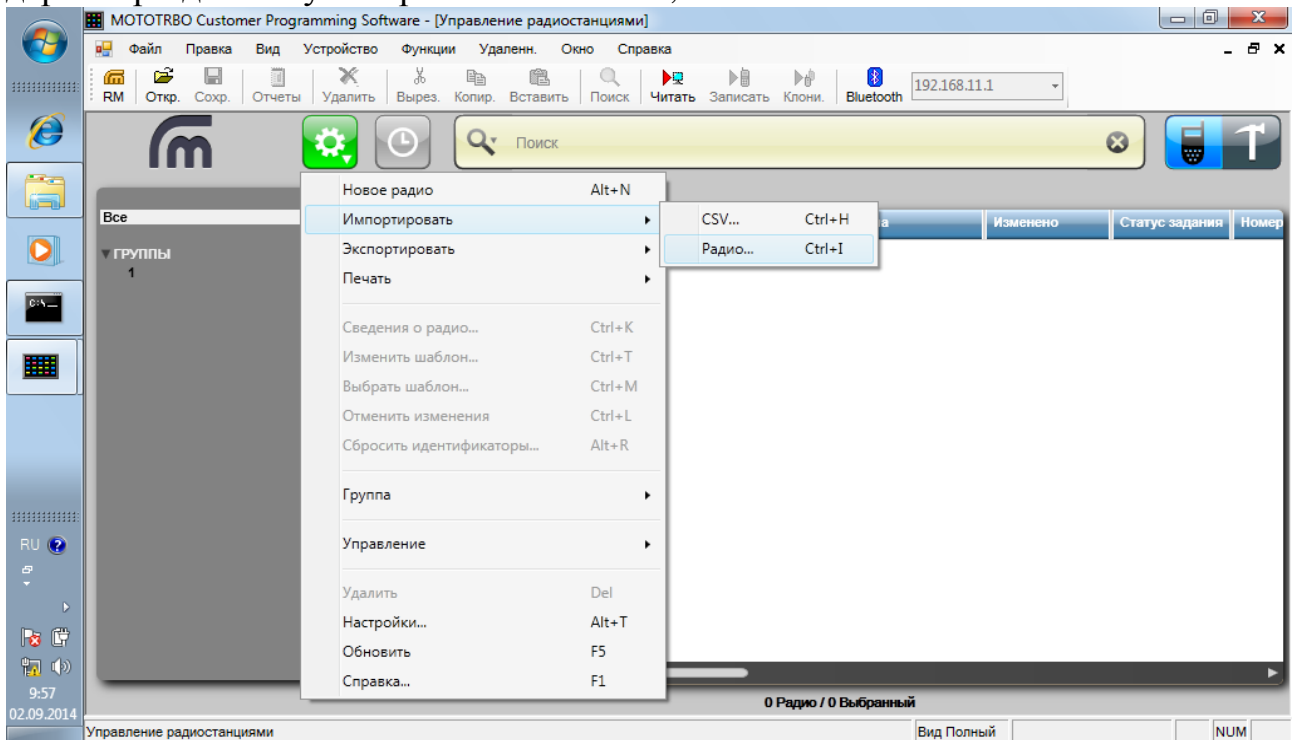 MOTOTRBO Customer Programming Software - [Управление радиостанциями]
Файл Правка Вид Устройство Функции Удаленн. Окно Справка
RM Откр. Сохр. Отчеты Удалить Вырез. Копир. Вставить Поиск Читать Записать Клони. Bluetooth 192.168.11.1
Поиск
Новое радио Alt+N
Все
Импортировать
CSV... Ctrl+H
Изменено Статус задания Номер
ГРУППЫ
1
Экспортировать
Радио... Ctrl+I
Печать
C:\
Сведения о радио... Ctrl+K
Изменить шаблон... Ctrl+T
Выбрать шаблон... Ctrl+M
Отменить изменения Ctrl+L
Сбросить идентификаторы... Alt+R
Группа
RU
Управление
Удалить Del
Настройки... Alt+T
Обновить F5
Справка... F1
9:57
02.09.2014
0 Радио / 0 Выбранный
Управление радиостанциями
Вид Полный
NUM